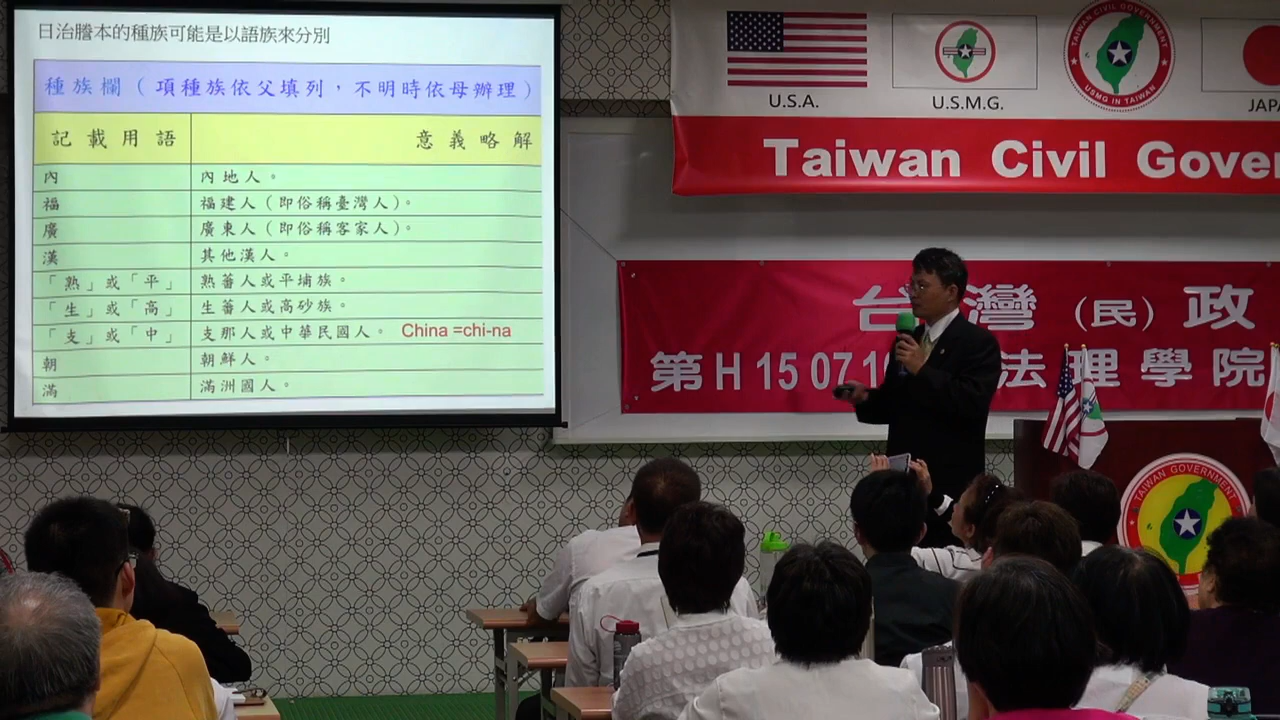 日治謄本的種族可能是以語族來分別
種族欄（項種族依父填列，不明時依母辦理）
記載用語 意義略解
內 內地人。
福 福建人（即俗稱臺灣人）。
廣 廣東人（即俗稱客家人）。
漢 其他漢人。
「熟」或「平」 熟蕃人或平埔族。
「生」或「高」 生蕃人或高砂族。
「支」或「中」 支那人或中華民國人。 China =chi-na
朝 朝鮮人。
滿 滿洲國人。
U.S.A.
U.S.M.G.
TAIWAN CIVIL GOVERNMENT
USMG IN TAIWAN
JAPA
Taiwan Civil Gover
台灣（民）政
第H 15 07 1 法理學院
TAIWAN GOVERNMENT